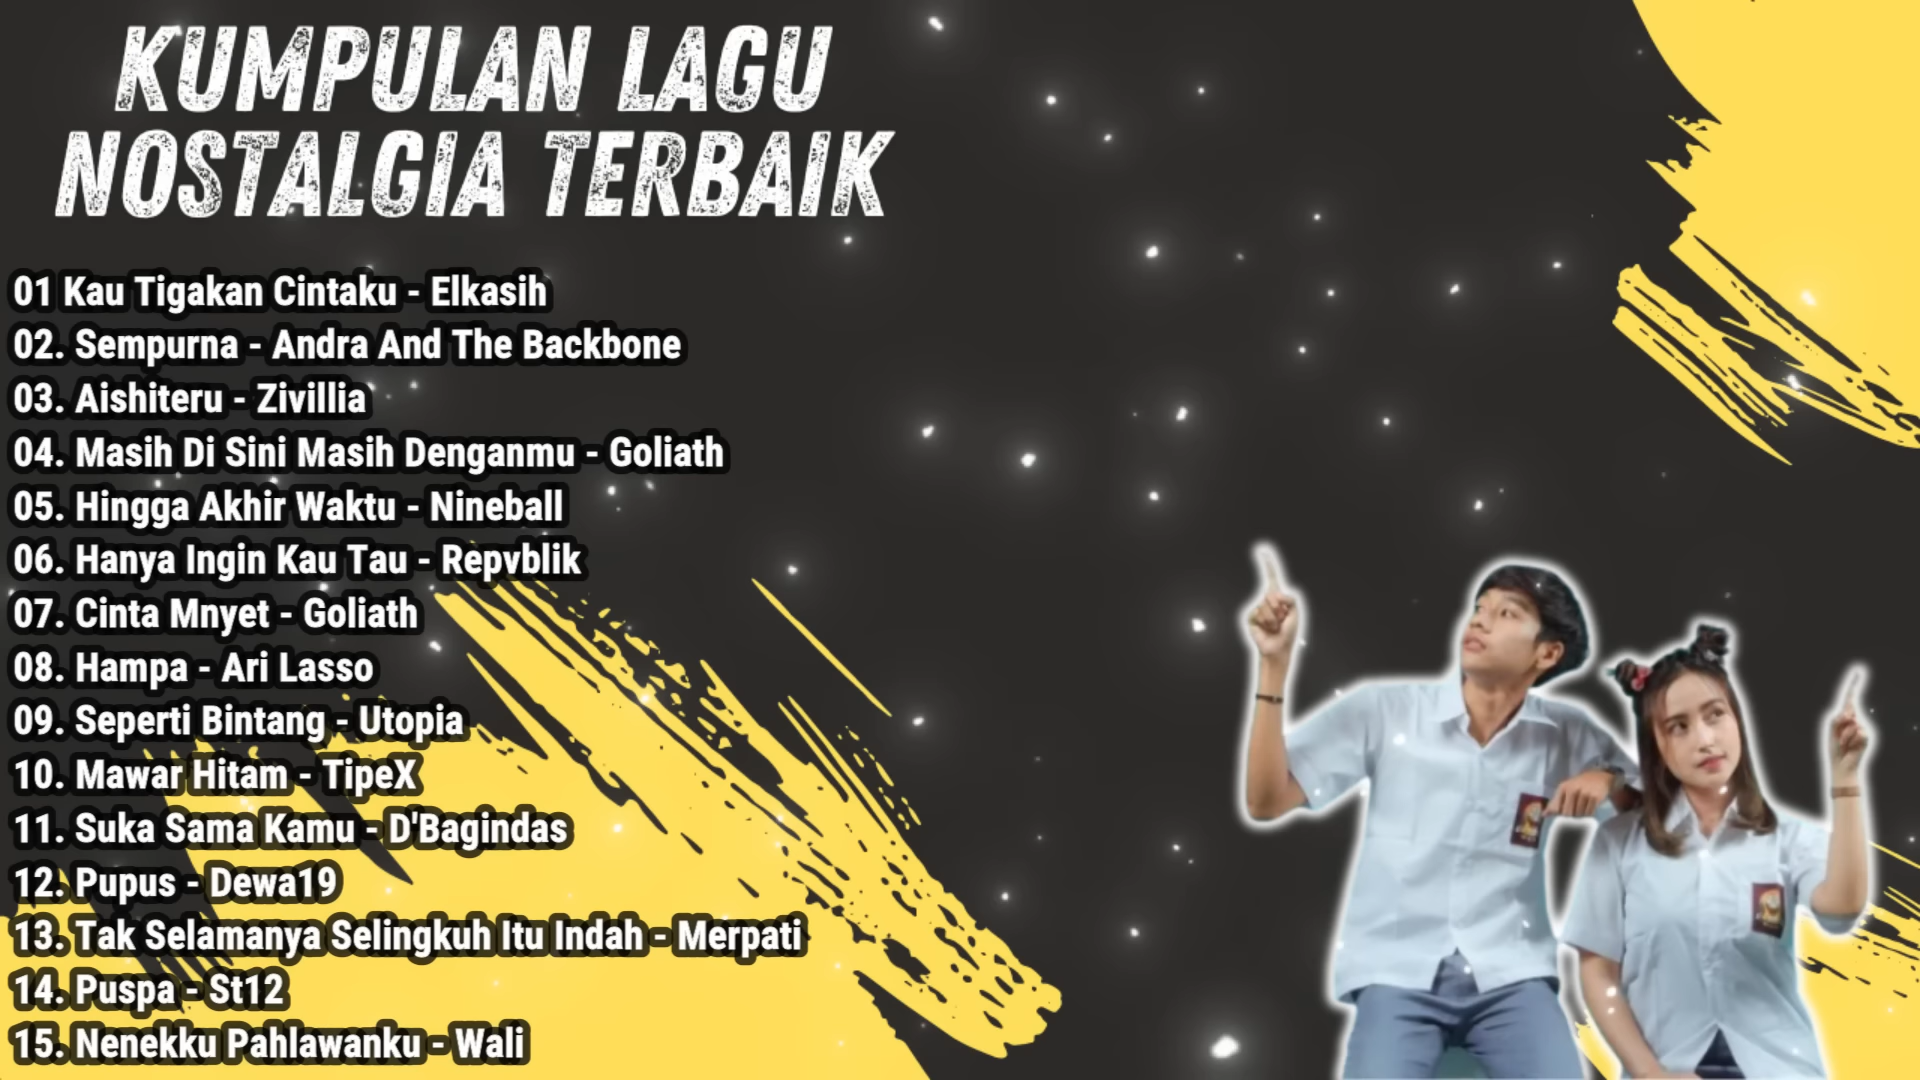 KUMPULAN LAGU
NOSTALGIA TERBAIK
01 Kau Tigakan Cintaku - Elkasih
02. Sempurna - Andra And The Backbone
03. Aishiteru - Zivillia
04. Masih Di Sini Masih Denganmu - Goliath
05. Hingga Akhir Waktu - Nineball
06. Hanya Ingin Kau Tau - Repvblik
07. Cinta Mnyet - Goliath
08. Hampa - Ari Lasso
09. Seperti Bintang - Utopia
10. Mawar Hitam - TipeX
11. Suka Sama Kamu - D'Bagindas
12. Pupus - Dewa19
13. Tak Selamanya Selingkuh Itu Indah - Merpati
14. Puspa - St12
15. Nenekku Pahlawanku - Wali